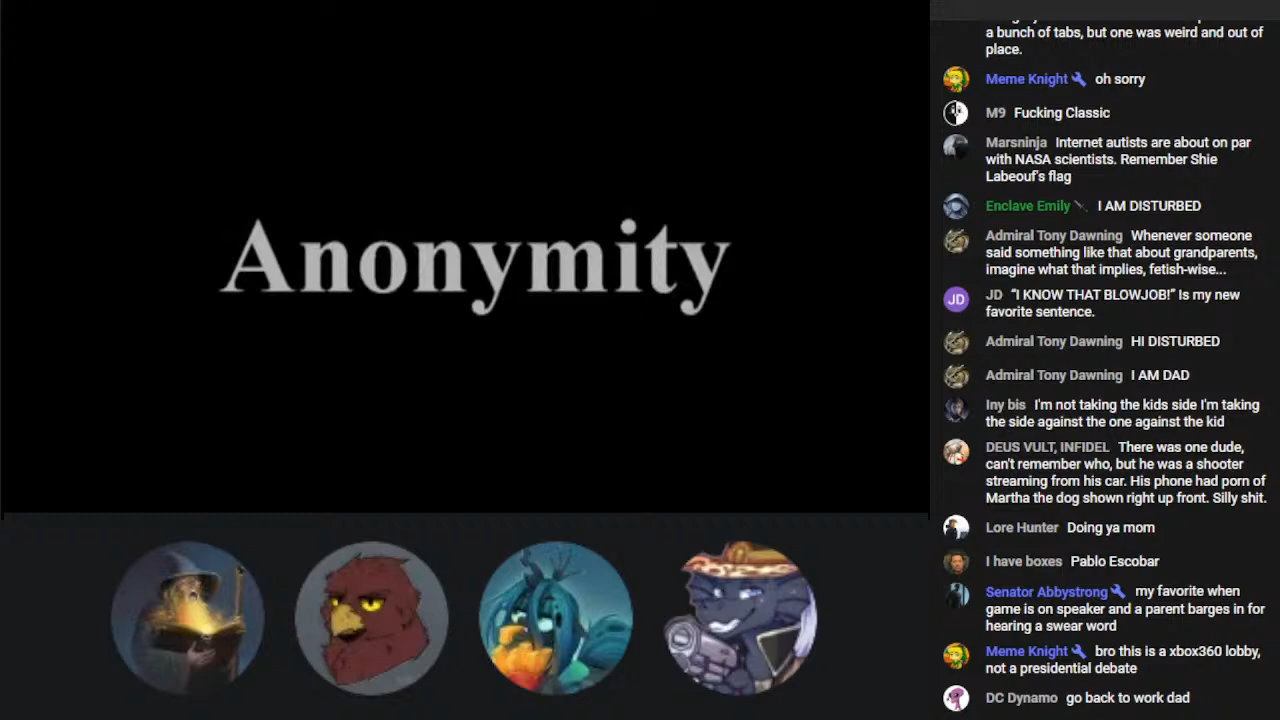 Anonymity
a bunch of tabs, but one was weird and out of
place.
Meme Knight oh sorry
M9 Fucking Classic
Marsninja Internet autists are about on par
with NASA scientists. Remember Shie
Labeouf's flag
Enclave Emily I AM DISTURBED
Admiral Tony Dawning Whenever someone
said something like that about grandparents,
imagine what that implies, fetish-wise...
JD
JD “I KNOW THAT BLOWJOB!” Is my new
favorite sentence.
Admiral Tony Dawning HI DISTURBED
Admiral Tony Dawning I AM DAD
Iny bis I'm not taking the kids side I'm taking
the side against the one against the kid
DEUS VULT, INFIDEL There was one dude,
can't remember who, but he was a shooter
streaming from his car. His phone had porn of
Martha the dog shown right up front. Silly shit.
Lore Hunter Doing ya mom
I have boxes Pablo Escobar
Senator Abbystrong my favorite when
game is on speaker and a parent barges in for
hearing a swear word
Meme Knight bro this is a xbox360 lobby,
not a presidential debate
DC Dynamo go back to work dad